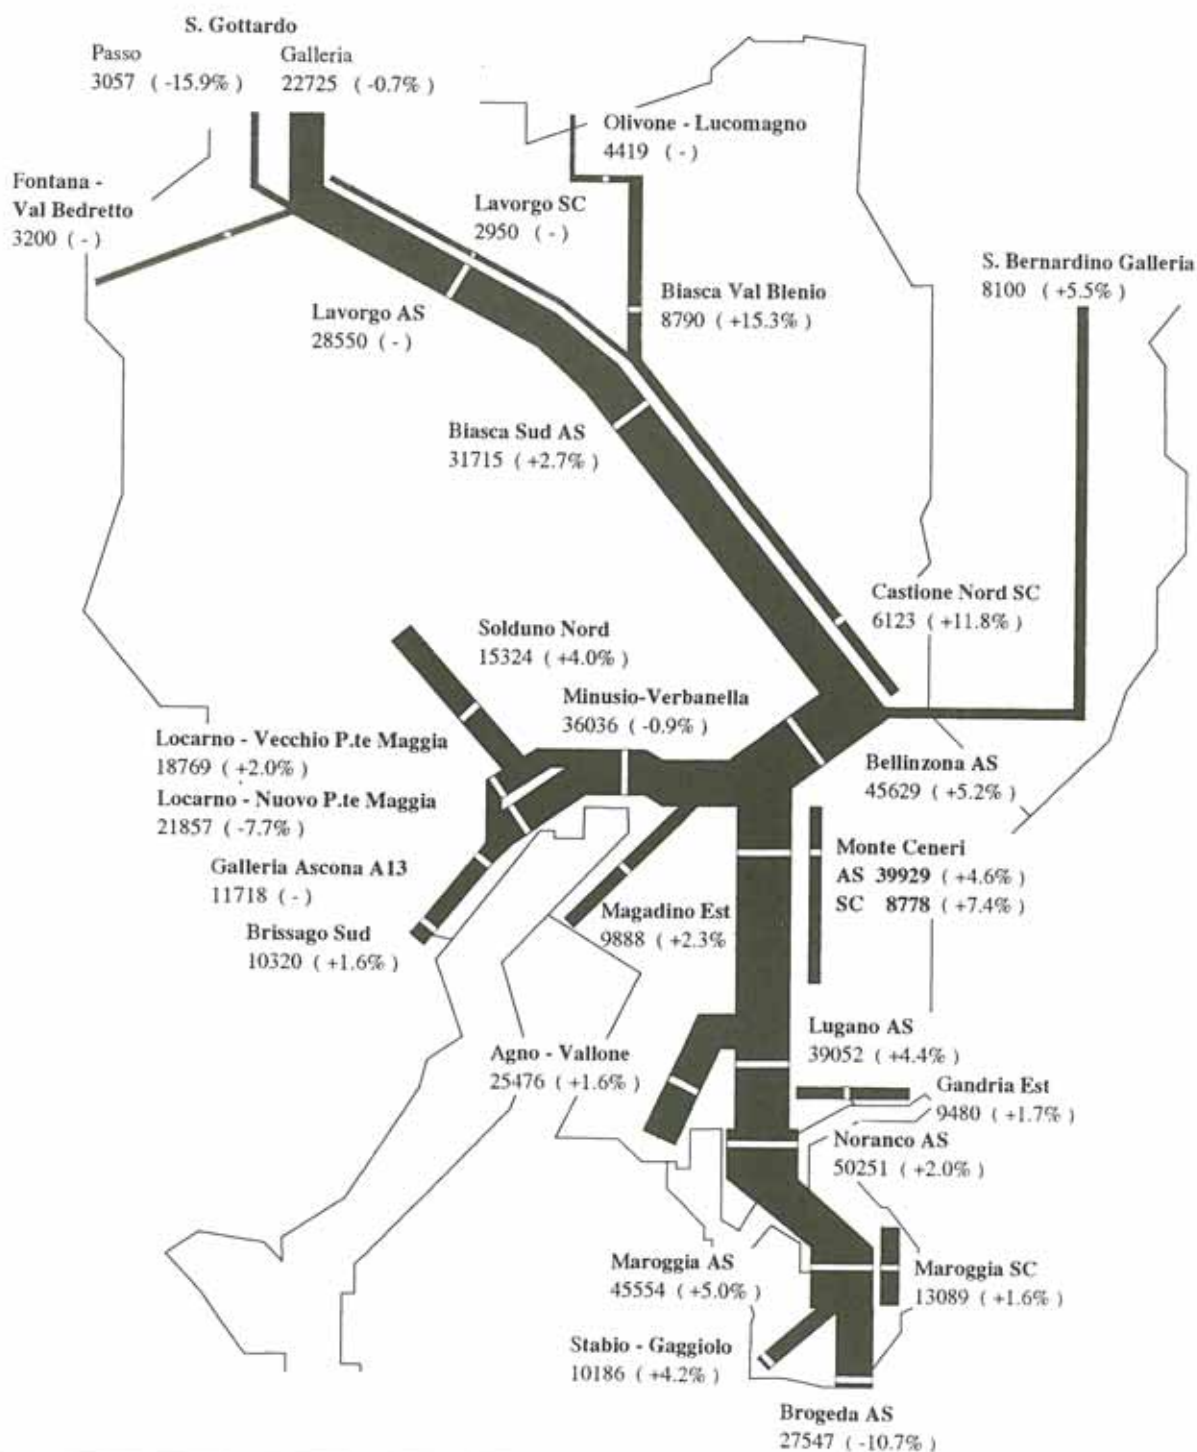 S. Gottardo
Passo
3057 ( -15.9% )
Galleria
22725 ( -0.7% )
Olivone - Lucomagno
4419 ( - )
Fontana -
Val Bedretto
3200 ( - )
Lavorgo SC
2950 ( - )
S. Bernardino Galleria
8100 ( +5.5% )
Lavorgo AS
28550 ( - )
Biasca Val Blenio
8790 ( +15.3% )
Biasca Sud AS
31715 ( +2.7% )
Castione Nord SC
6123 ( +11.8% )
Solduno Nord
15324 ( +4.0% )
Minusio-Verbanella
36036 ( -0.9% )
Locarno - Vecchio P.te Maggia
18769 ( +2.0% )
Locarno - Nuovo P.te Maggia
21857 ( -7.7% )
Bellinzona AS
45629 ( +5.2% )
Galleria Ascona A13
11718 ( - )
Monte Ceneri
AS 39929 ( +4.6% )
SC 8778 ( +7.4% )
Brissago Sud
10320 ( +1.6% )
Magadino Est
9888 ( +2.3%
Lugano AS
39052 ( +4.4% )
Agno - Vallone
25476 ( +1.6% )
Gandria Est
9480 ( +1.7% )
Noranco AS
50251 ( +2.0% )
Maroggia AS
45554 ( +5.0% )
Maroggia SC
13089 ( +1.6% )
Stabio - Gaggiolo
10186 ( +4.2% )
Brogeda AS
27547 ( -10.7% )